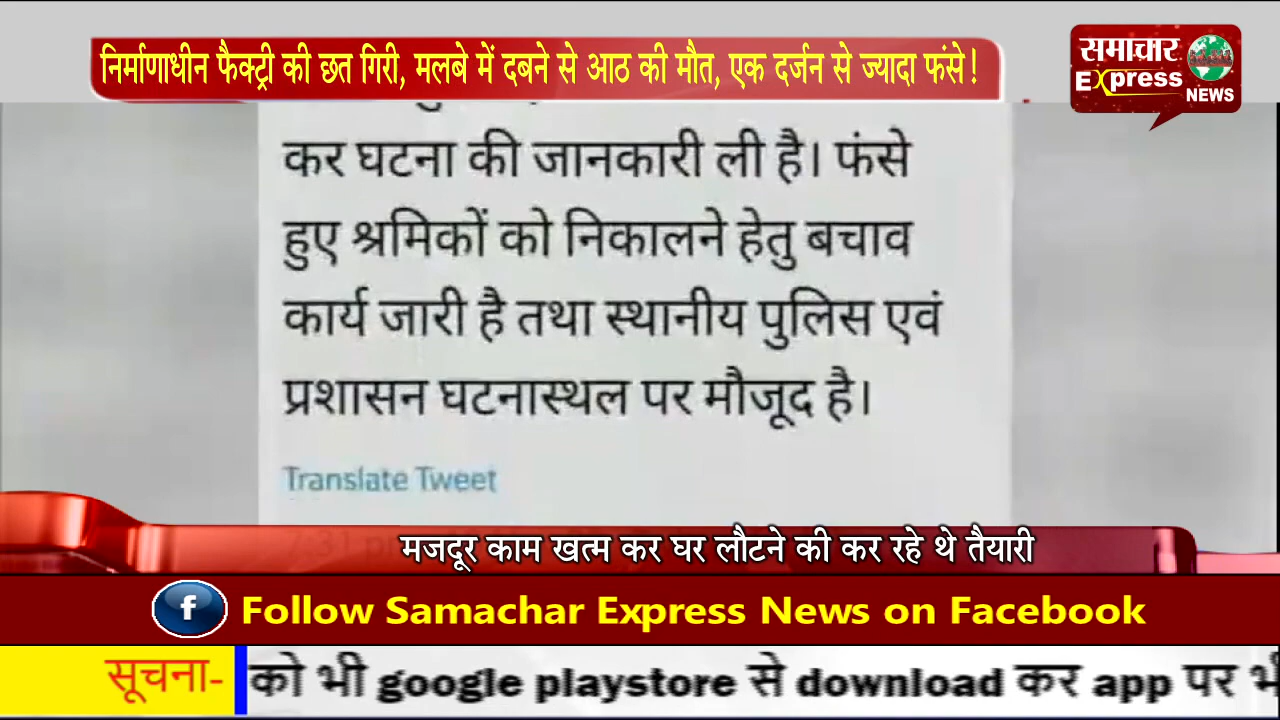 निर्माणाधीन फैक्ट्री की छत गिरी, मलबे में दबने से आठ की मौत, एक दर्जन से ज्यादा फंसे!
समाचार
Express
NEWS
कर घटना की जानकारी ली है। फंसे
हुए श्रमिकों को निकालने हेतु बचाव
कार्य जारी है तथा स्थानीय पुलिस एवं
प्रशासन घटनास्थल पर मौजूद है।
Translate Tweet
मजदूर काम खत्म कर घर लौटने की कर रहे थे तैयारी
f Follow Samachar Express News on Facebook
सूचना- को भी google playstore से download कर app पर